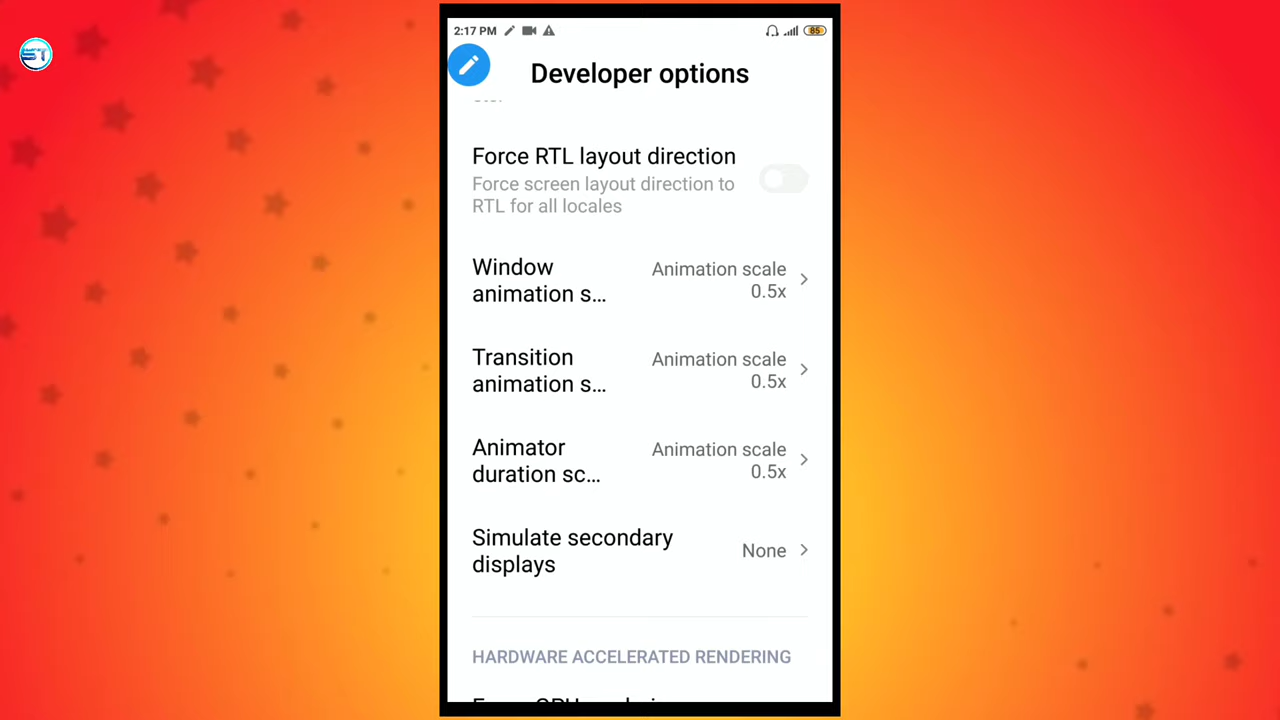 ST
2:17 PM
85
Developer options
Force RTL layout direction
Force screen layout direction to
RTL for all locales
Window
animation s...
Animation scale
0.5x
Transition
animation s...
Animation scale
0.5x
Animator
duration sc...
Animation scale
0.5x
Simulate secondary
displays
None
HARDWARE ACCELERATED RENDERING